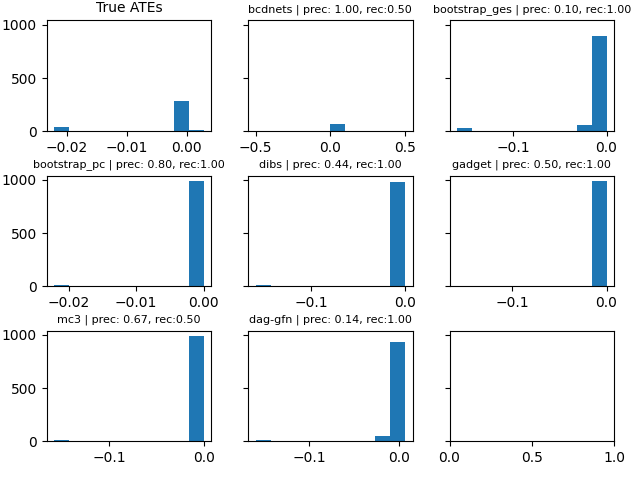 True ATEs
bcdnets | prec: 1.00, rec:0.50
bootstrap_ges | prec: 0.10, rec:1.00
1000
500
0
−0.02 −0.01 0.00
−0.5 0.0 0.5
−0.1 0.0
bootstrap_pc | prec: 0.80, rec:1.00
dibs | prec: 0.44, rec:1.00
gadget | prec: 0.50, rec:1.00
1000
500
0
−0.02 −0.01 0.00
−0.1 0.0
−0.1 0.0
mc3 | prec: 0.67, rec:0.50
dag-gfn | prec: 0.14, rec:1.00
1000
500
0
−0.1 0.0
−0.1 0.0
0.0 0.5 1.0